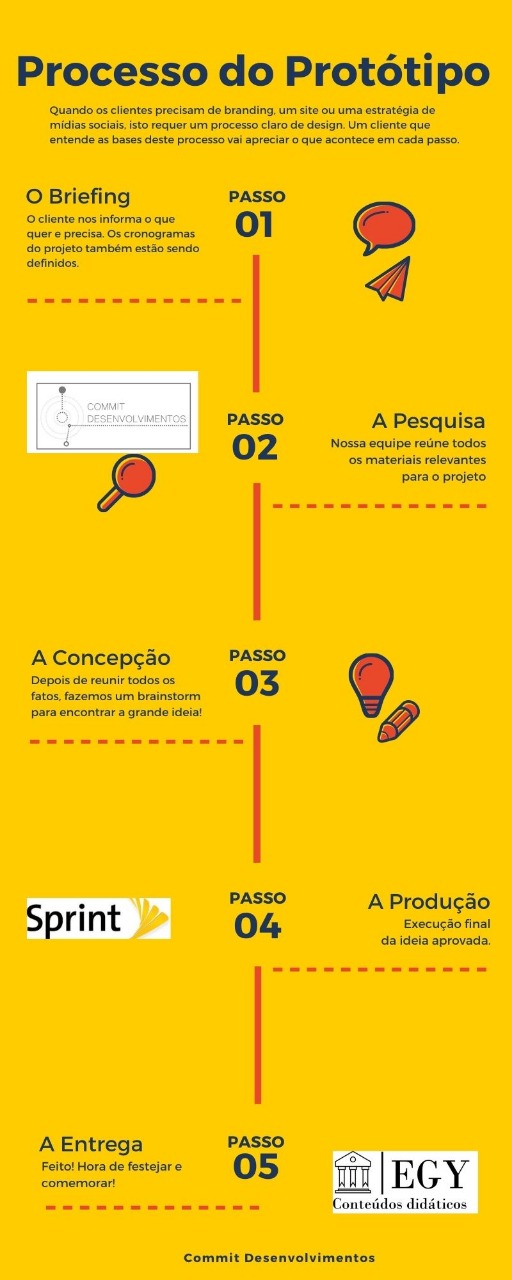 Processo do Protótipo
Quando os clientes precisam de branding, um site ou uma estratégia de
mídias sociais, isto requer um processo claro de design. Um cliente que
entende as bases deste processo vai apreciar o que acontece em cada passo.
O Briefing
O cliente nos informa o que
quer e precisa. Os cronogramas
do projeto também estão sendo
definidos.
PASSO
01
COMMIT
DESENVOLVIMENTOS
PASSO
02
A Pesquisa
Nossa equipe reúne todos
os materiais relevantes
para o projeto
A Concepção
Depois de reunir todos os
fatos, fazemos um brainstorm
para encontrar a grande ideia!
PASSO
03
Sprint
PASSO
04
A Produção
Execução final
da ideia aprovada.
A Entrega
Feito! Hora de festejar e
comemorar!
PASSO
05
EGY
Conteúdos didáticos
Commit Desenvolvimentos